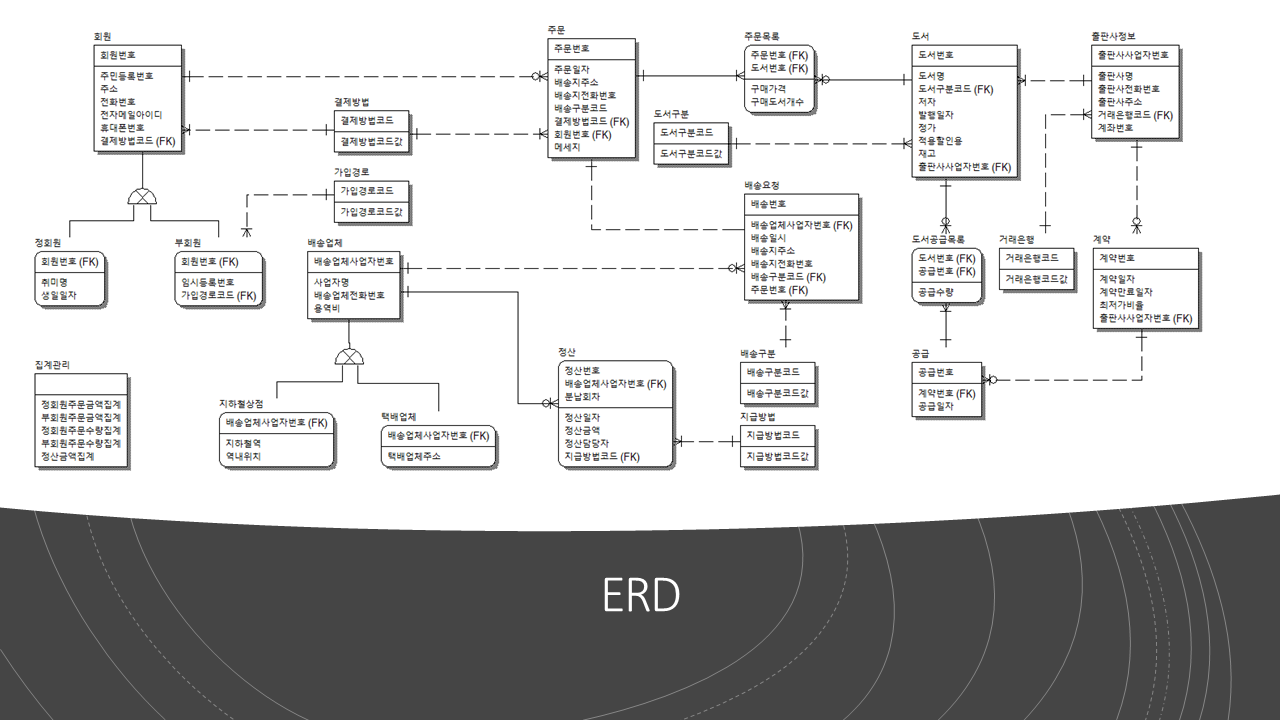 회원
회원번호
주민등록번호
주소
전화번호
전자메일아이디
휴대폰번호
결제방법코드 (FK)
결제방법
결제방법코드
결제방법코드값
가입경로
가입경로코드
가입경로코드값
정회원
회원번호 (FK)
취미명
생일일자
부회원
회원번호 (FK)
임시등록번호
가입경로코드 (FK)
배송업체
배송업체사업자번호
사업자명
배송업체전화번호
용역비
집계관리
정회원주문금액집계
부회원주문금액집계
정회원주문수량집계
부회원주문수량집계
정산금액집계
지하철상점
배송업체사업자번호 (FK)
지하철역
역내위치
택배업체
배송업체사업자번호 (FK)
택배업체주소
주문
주문번호
주문일자
배송지주소
배송지전화번호
배송구분코드
결제방법코드 (FK)
회원번호 (FK)
메세지
주문목록
주문번호 (FK)
도서번호 (FK)
구매가격
구매도서개수
도서구분
도서구분코드
도서구분코드값
배송요청
배송번호
배송업체사업자번호 (FK)
배송일시
배송지주소
배송지전화번호
배송구분코드 (FK)
주문번호 (FK)
정산
정산번호
배송업체사업자번호 (FK)
분납회차
정산일자
정산금액
정산담당자
지급방법코드 (FK)
배송구분
배송구분코드
배송구분코드값
지급방법
지급방법코드
지급방법코드값
도서
도서번호
도서명
도서구분코드 (FK)
저자
발행일자
정가
적용할인율
재고
출판사사업자번호 (FK)
출판사정보
출판사사업자번호
출판사명
출판사전화번호
출판사주소
거래은행코드 (FK)
계좌번호
도서공급목록
도서번호 (FK)
공급번호 (FK)
공급수량
거래은행
거래은행코드
거래은행코드값
계약
계약번호
계약일자
계약만료일자
최저가비율
출판사사업자번호 (FK)
공급
공급번호
계약번호 (FK)
공급일자
ERD